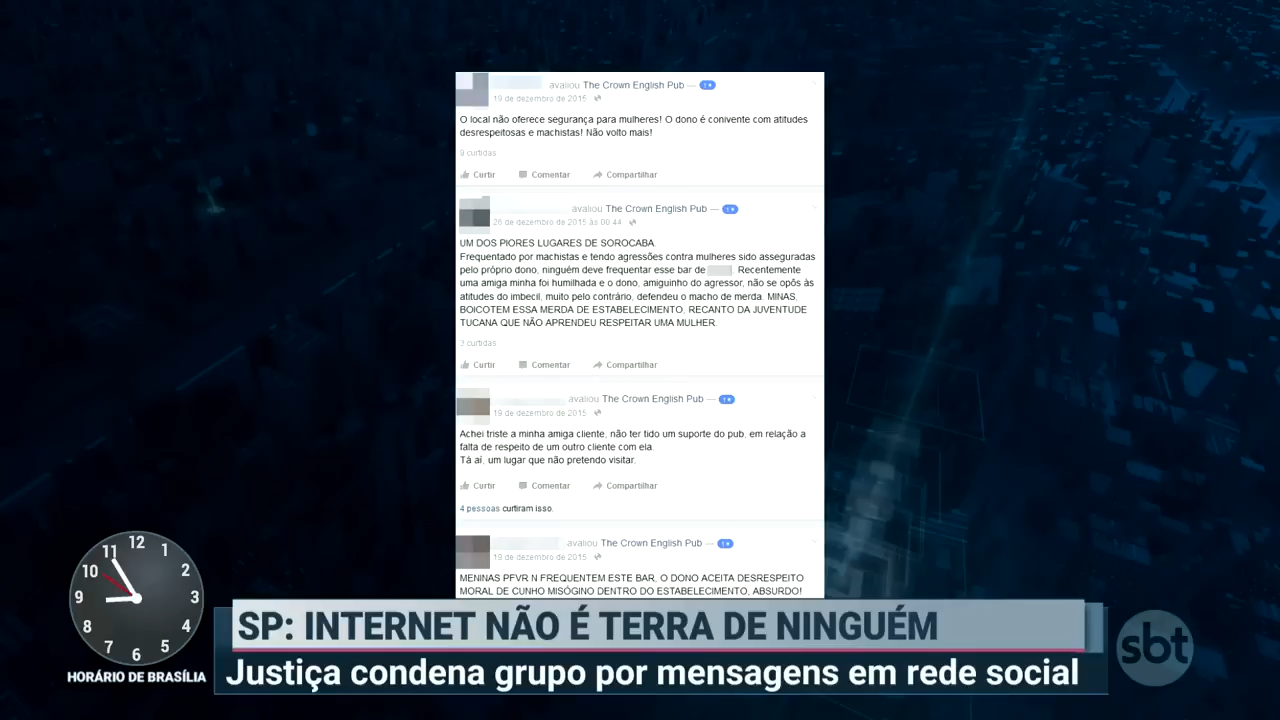 avaliou The Crown English Pub — 1★
19 de dezembro de 2015
O local não oferece segurança para mulheres! O dono é conivente com atitudes
desrespeitosas e machistas! Não volto mais!
9 curtidas
Curtir Comentar Compartilhar
avaliou The Crown English Pub — 1★
26 de dezembro de 2015 às 00:44
UM DOS PIORES LUGARES DE SOROCABA.
Frequentado por machistas e tendo agressões contra mulheres sido asseguradas
pelo próprio dono, ninguém deve frequentar esse bar de . Recentemente
uma amiga minha foi humilhada e o dono, amiguinho do agressor, não se opôs às
atitudes do imbecil, muito pelo contrário, defendeu o macho de merda. MINAS,
BOICOTEM ESSA MERDA DE ESTABELECIMENTO, RECANTO DA JUVENTUDE
TUCANA QUE NÃO APRENDEU RESPEITAR UMA MULHER.
3 curtidas
Curtir Comentar Compartilhar
avaliou The Crown English Pub — 1★
19 de dezembro de 2015
Achei triste a minha amiga cliente, não ter tido um suporte do pub, em relação a
falta de respeito de um outro cliente com ela.
Tá aí, um lugar que não pretendo visitar.
Curtir Comentar Compartilhar
4 pessoas curtiram isso.
avaliou The Crown English Pub — 1★
19 de dezembro de 2015
MENINAS PFVR N FREQUENTEM ESTE BAR, O DONO ACEITA DESRESPEITO
MORAL DE CUNHO MISÓGINO DENTRO DO ESTABELECIMENTO, ABSURDO!
12 1 2 3 4 5 6 7 8 9 10 11
HORÁRIO DE BRASÍLIA
SP: INTERNET NÃO É TERRA DE NINGUÉM
Justiça condena grupo por mensagens em rede social
sbt